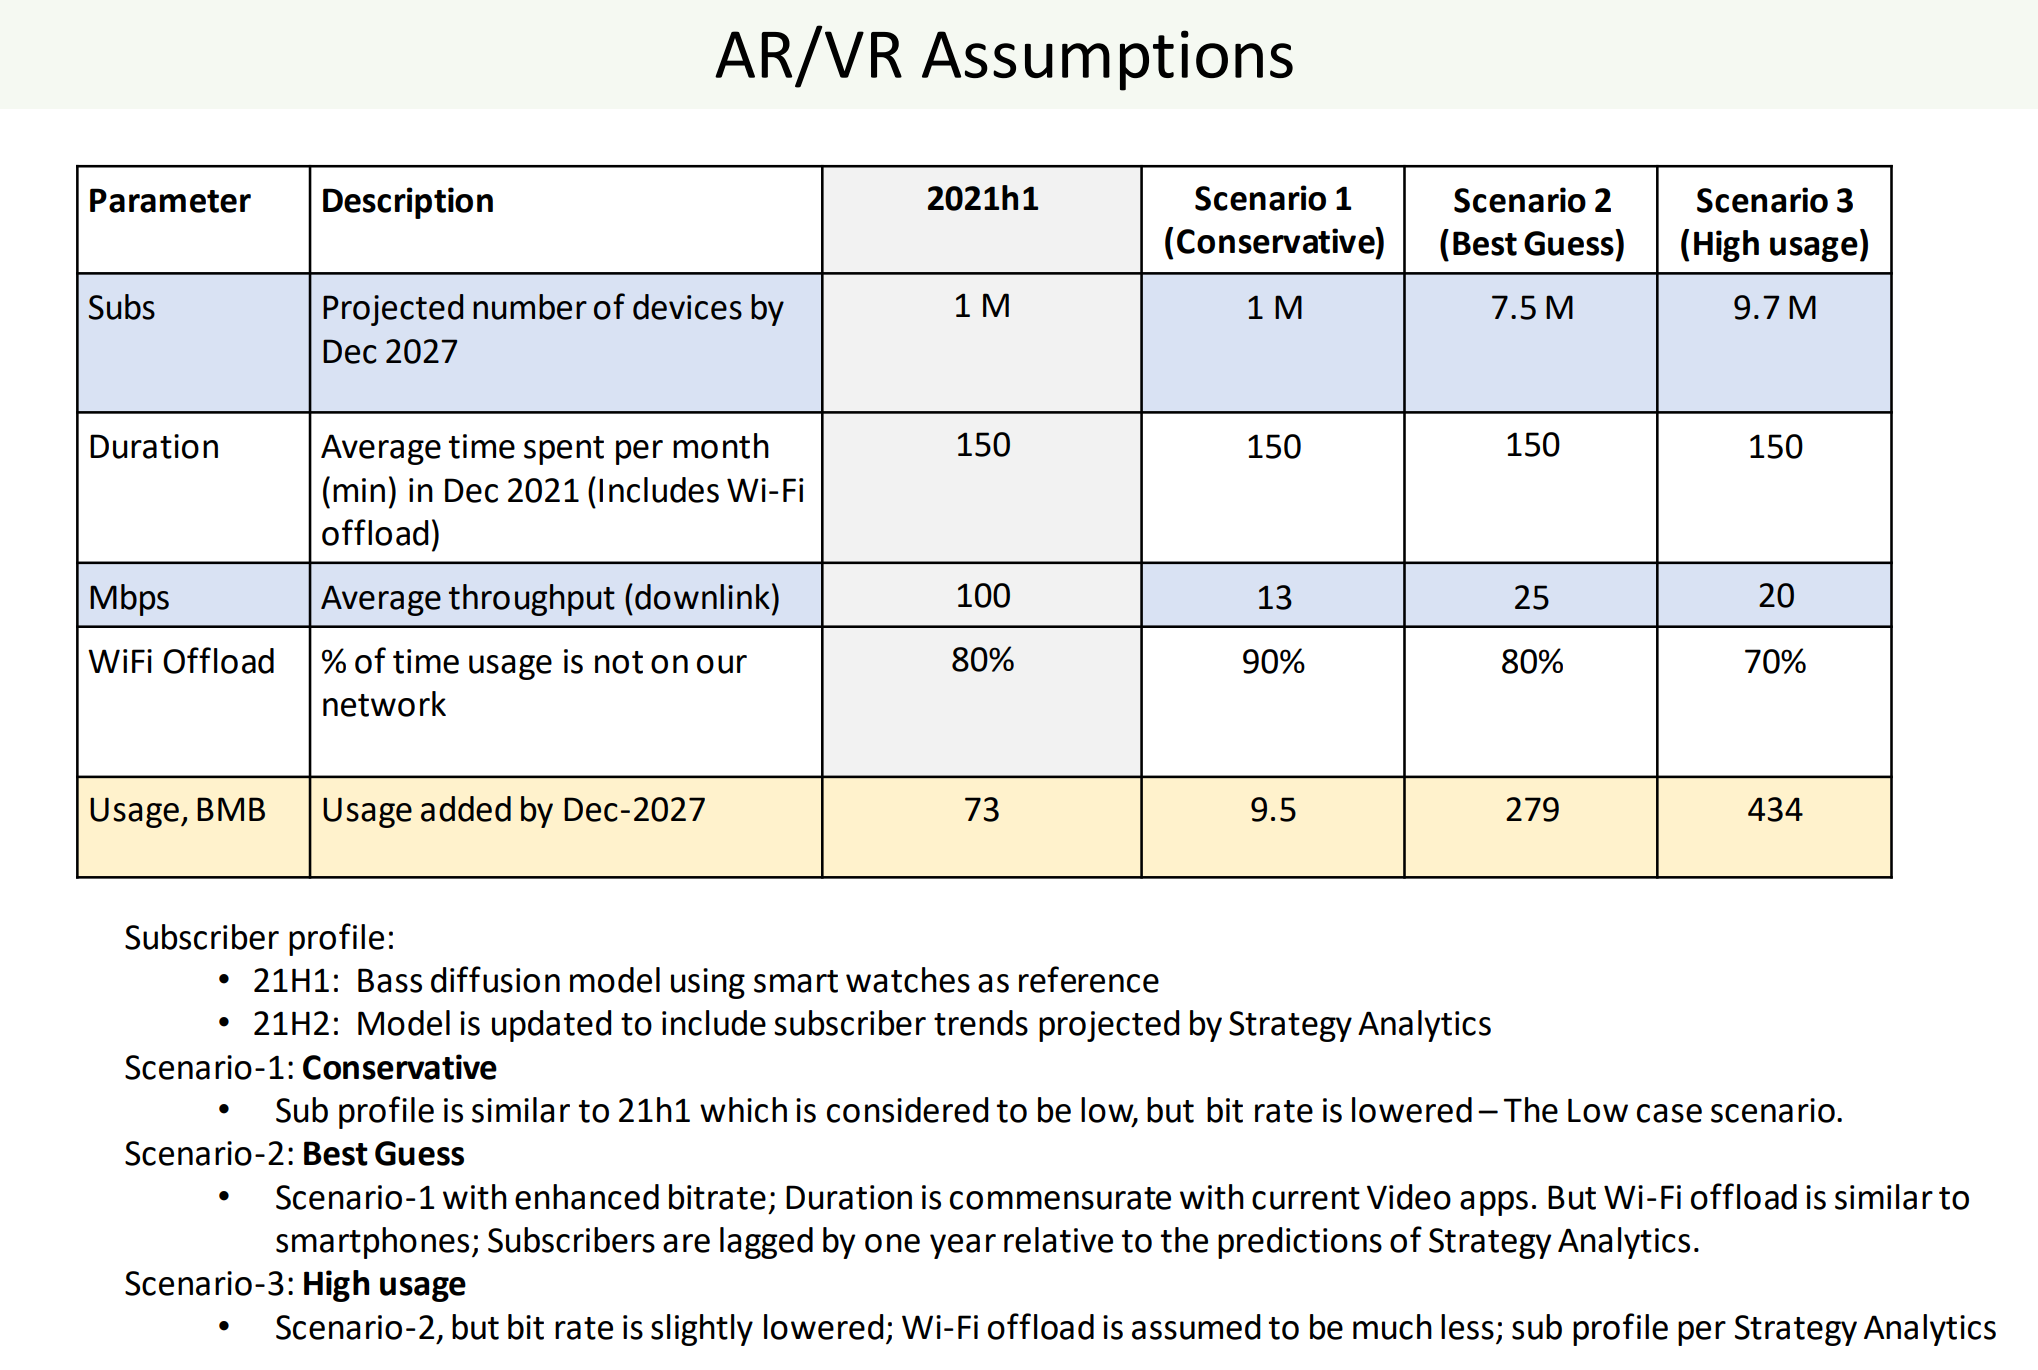 AR/VR Assumptions
Parameter Description 2021h1 Scenario 1 (Conservative) Scenario 2 (Best Guess) Scenario 3 (High usage)
Subs Projected number of devices by Dec 2027 1 M 1 M 7.5 M 9.7 M
Duration Average time spent per month (min) in Dec 2021 (Includes Wi-Fi offload) 150 150 150 150
Mbps Average throughput (downlink) 100 13 25 20
WiFi Offload % of time usage is not on our network 80% 90% 80% 70%
Usage, BMB Usage added by Dec-2027 73 9.5 279 434
Subscriber profile:
• 21H1: Bass diffusion model using smart watches as reference
• 21H2: Model is updated to include subscriber trends projected by Strategy Analytics
Scenario-1: Conservative
• Sub profile is similar to 21h1 which is considered to be low, but bit rate is lowered – The Low case scenario.
Scenario-2: Best Guess
• Scenario-1 with enhanced bitrate; Duration is commensurate with current Video apps. But Wi-Fi offload is similar to
smartphones; Subscribers are lagged by one year relative to the predictions of Strategy Analytics.
Scenario-3: High usage
• Scenario-2, but bit rate is slightly lowered; Wi-Fi offload is assumed to be much less; sub profile per Strategy Analytics